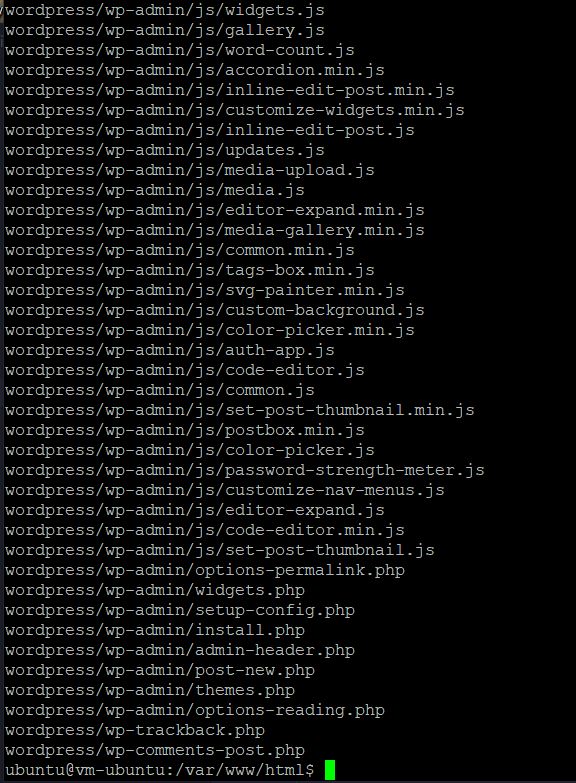 wordpress/wp-admin/js/widgets.js
wordpress/wp-admin/js/gallery.js
wordpress/wp-admin/js/word-count.js
wordpress/wp-admin/js/accordion.min.js
wordpress/wp-admin/js/inline-edit-post.min.js
wordpress/wp-admin/js/customize-widgets.min.js
wordpress/wp-admin/js/inline-edit-post.js
wordpress/wp-admin/js/updates.js
wordpress/wp-admin/js/media-upload.js
wordpress/wp-admin/js/media.js
wordpress/wp-admin/js/editor-expand.min.js
wordpress/wp-admin/js/media-gallery.min.js
wordpress/wp-admin/js/common.min.js
wordpress/wp-admin/js/tags-box.min.js
wordpress/wp-admin/js/svg-painter.min.js
wordpress/wp-admin/js/custom-background.js
wordpress/wp-admin/js/color-picker.min.js
wordpress/wp-admin/js/auth-app.js
wordpress/wp-admin/js/code-editor.js
wordpress/wp-admin/js/common.js
wordpress/wp-admin/js/set-post-thumbnail.min.js
wordpress/wp-admin/js/postbox.min.js
wordpress/wp-admin/js/color-picker.js
wordpress/wp-admin/js/password-strength-meter.js
wordpress/wp-admin/js/customize-nav-menus.js
wordpress/wp-admin/js/editor-expand.js
wordpress/wp-admin/js/code-editor.min.js
wordpress/wp-admin/js/set-post-thumbnail.js
wordpress/wp-admin/options-permalink.php
wordpress/wp-admin/widgets.php
wordpress/wp-admin/setup-config.php
wordpress/wp-admin/install.php
wordpress/wp-admin/admin-header.php
wordpress/wp-admin/post-new.php
wordpress/wp-admin/themes.php
wordpress/wp-admin/options-reading.php
wordpress/wp-trackback.php
wordpress/wp-comments-post.php
ubuntu@vm-ubuntu:/var/www/html$